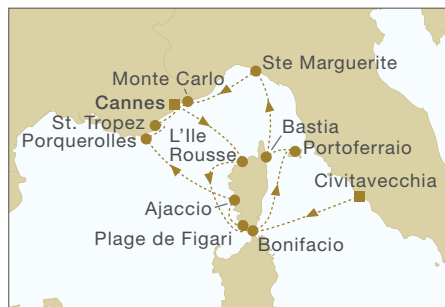 Ste Marguerite
Monte Carlo
Cannes
St. Tropez
Porquerolles
L'Ile
Rousse
Bastia
Portoferraio
Civitavecchia
Ajaccio
Plage de Figari
Bonifacio